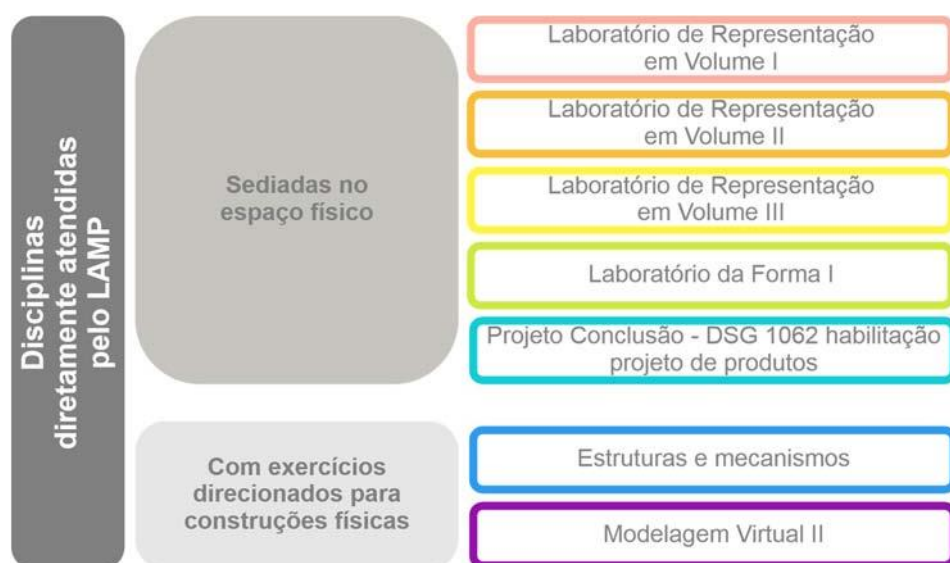 Disciplinas
diretamente atendidas
pelo LAMP
Sediadas no
espaço físico
Laboratório de Representação
em Volume I
Laboratório de Representação
em Volume II
Laboratório de Representação
em Volume III
Laboratório da Forma I
Projeto Conclusão - DSG 1062 habilitação
projeto de produtos
Com exercícios
direcionados para
construções físicas
Estruturas e mecanismos
Modelagem Virtual II